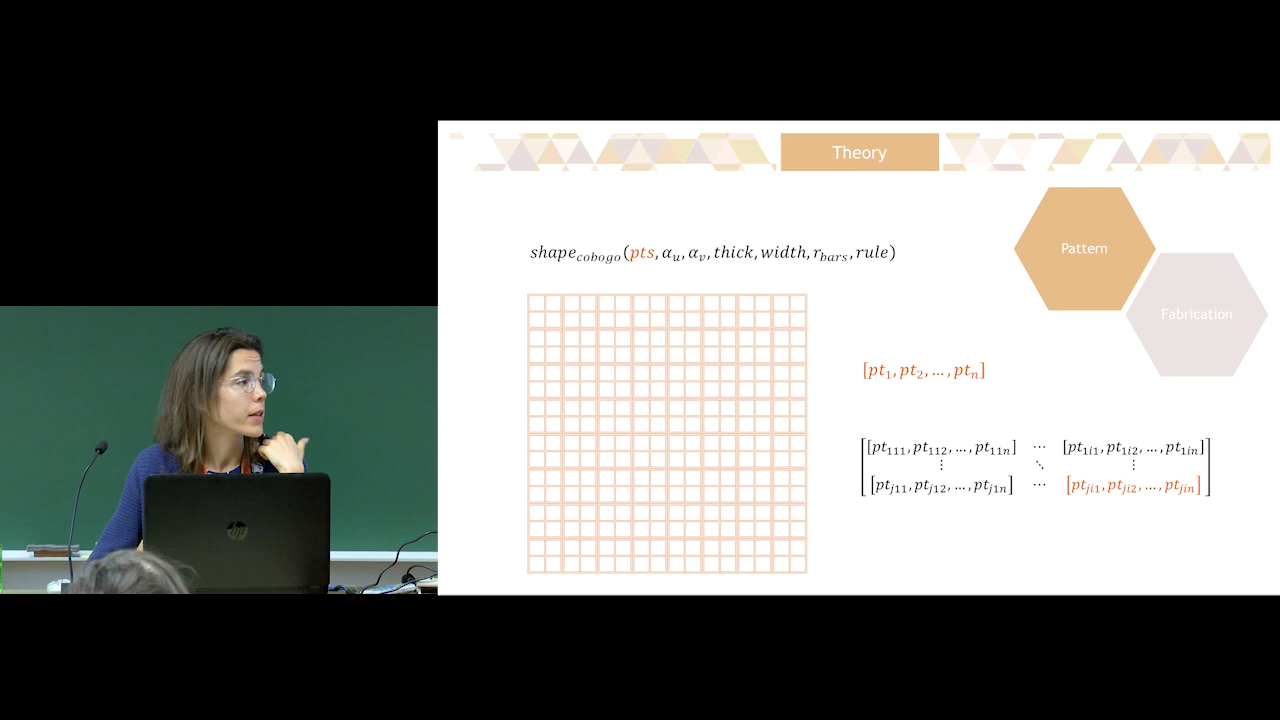 Theory
Pattern
Fabrication
shape_cobogo(pts, α_u, α_v, thick, width, r_bars, rule)
[pt_1, pt_2, …, pt_n]
[[pt_111, pt_112, …, pt_11n] ⋯ [pt_1i1, pt_1i2, …, pt_1in]
⋮ ⋱ ⋮
[pt_j11, pt_j12, …, pt_j1n] ⋯ [pt_ji1, pt_ji2, …, pt_jin]]
hp